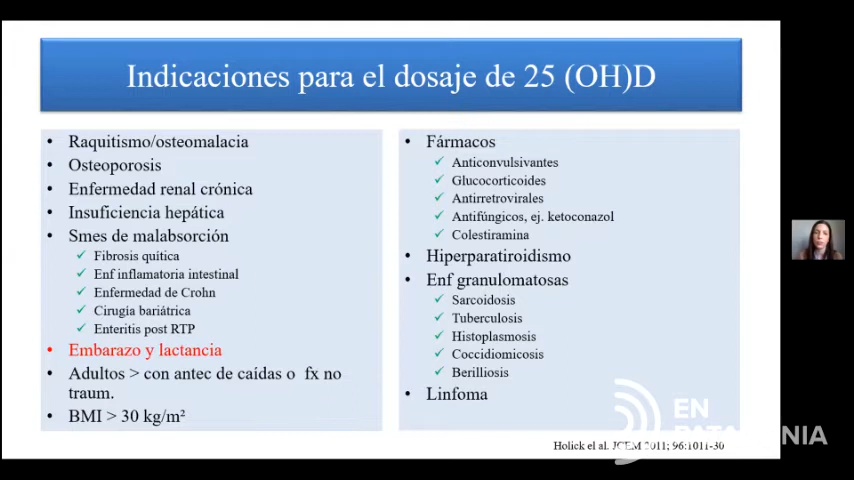 Indicaciones para el dosaje de 25 (OH)D
• Raquitismo/osteomalacia
• Osteoporosis
• Enfermedad renal crónica
• Insuficiencia hepática
• Smes de malabsorción
✓ Fibrosis quítica
✓ Enf inflamatoria intestinal
✓ Enfermedad de Crohn
✓ Cirugía bariátrica
✓ Enteritis post RTP
• Embarazo y lactancia
• Adultos > con antec de caídas o fx no
traum.
• BMI > 30 kg/m²
• Fármacos
✓ Anticonvulsivantes
✓ Glucocorticoides
✓ Antirretrovirales
✓ Antifúngicos, ej. ketoconazol
✓ Colestiramina
• Hiperparatiroidismo
• Enf granulomatosas
✓ Sarcoidosis
✓ Tuberculosis
✓ Histoplasmosis
✓ Coccidiomicosis
✓ Berilliosis
• Linfoma
Holick el al. JCEM 2011; 96:1011-30
EN
PATAGONIA